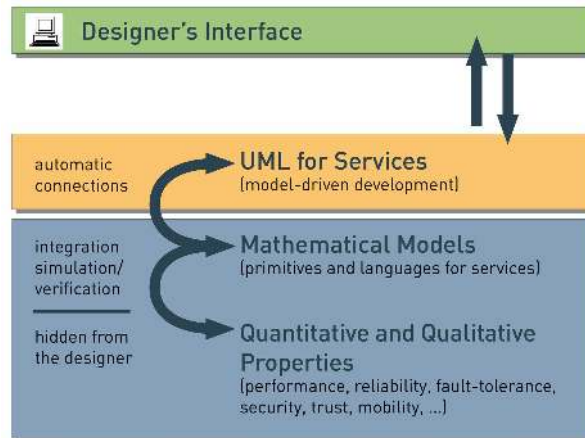 Designer's Interface
automatic
connections
UML for Services
(model-driven development)
integration
simulation/
verification
Mathematical Models
(primitives and languages for services)
hidden from
the designer
Quantitative and Qualitative
Properties
(performance, reliability, fault-tolerance,
security, trust, mobility, ...)